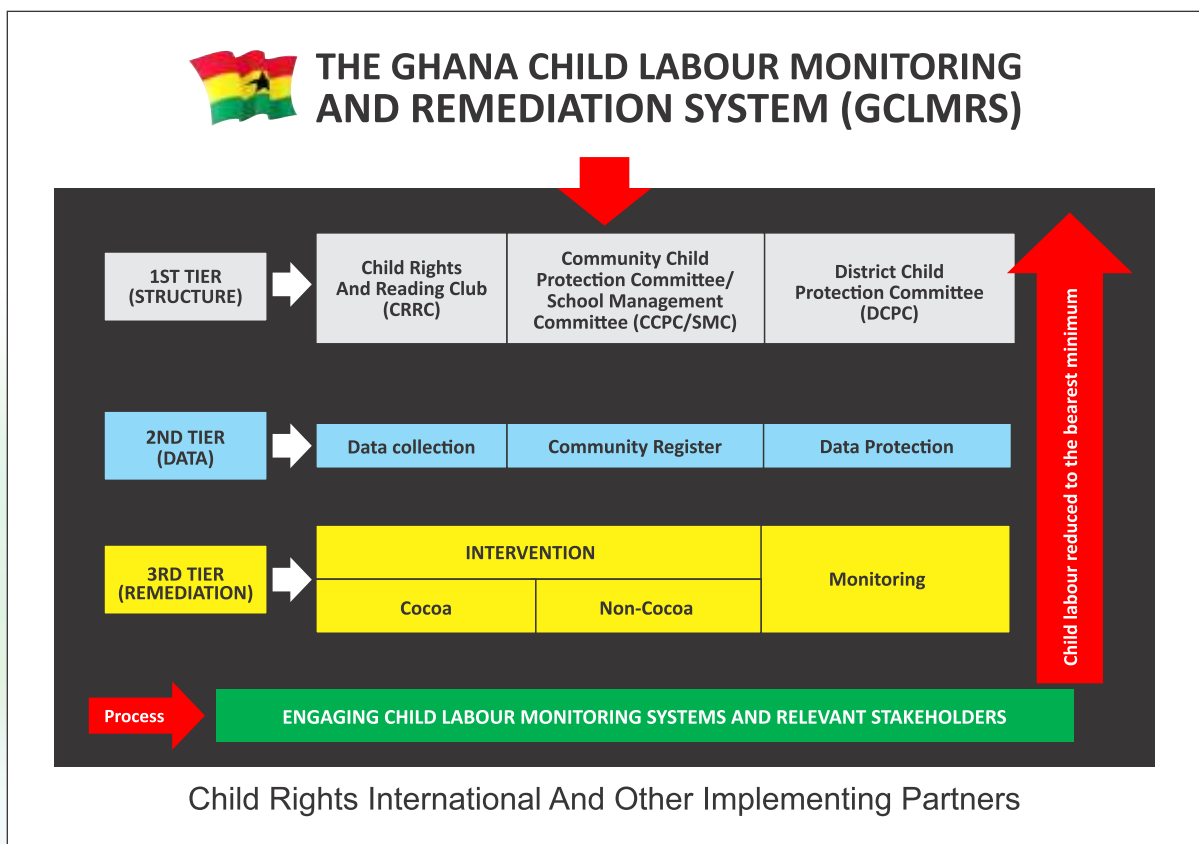 THE GHANA CHILD LABOUR MONITORING
AND REMEDIATION SYSTEM (GCLMRS)
1ST TIER
(STRUCTURE)
Child Rights
And Reading Club
(CRRC)
Community Child
Protection Committee/
School Management
Committee (CCPC/SMC)
District Child
Protection Committee
(DCPC)
2ND TIER
(DATA)
Data collection
Community Register
Data Protection
3RD TIER
(REMEDIATION)
INTERVENTION
Cocoa
Non-Cocoa
Monitoring
Child labour reduced to the bearest minimum
Process
ENGAGING CHILD LABOUR MONITORING SYSTEMS AND RELEVANT STAKEHOLDERS
Child Rights International And Other Implementing Partners